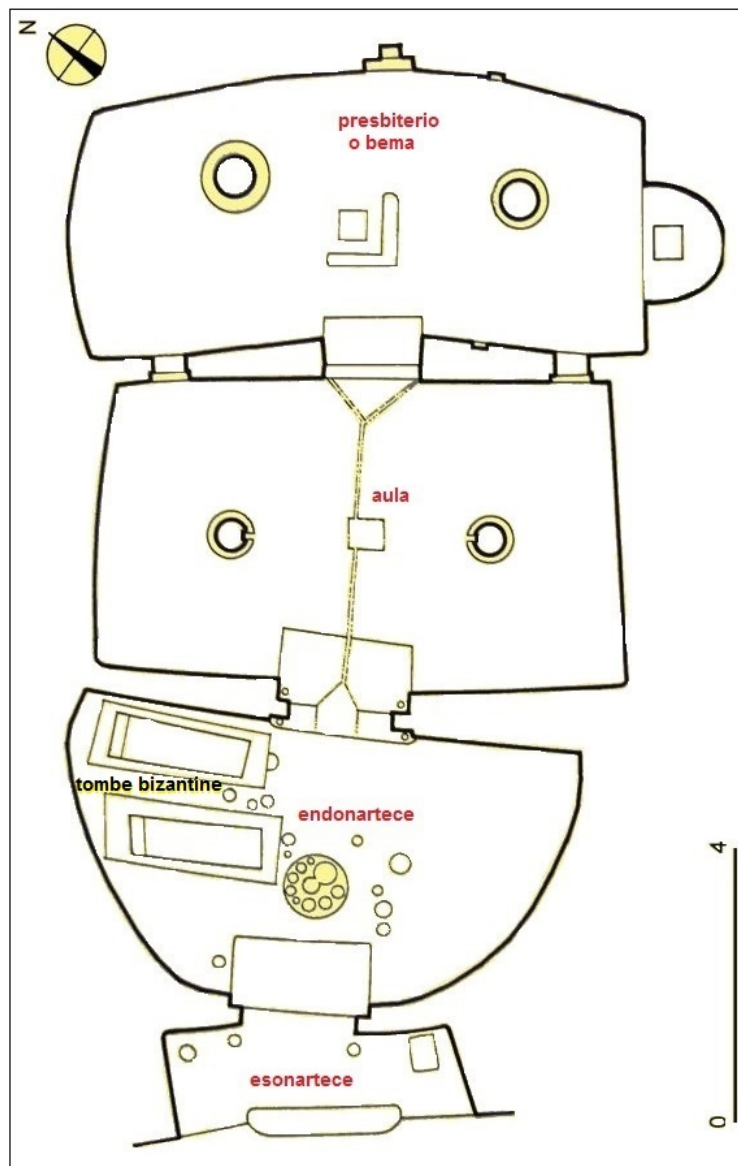 N
presbiterio
o bema
aula
tombe bizantine
endonartece
esonartece
4
0